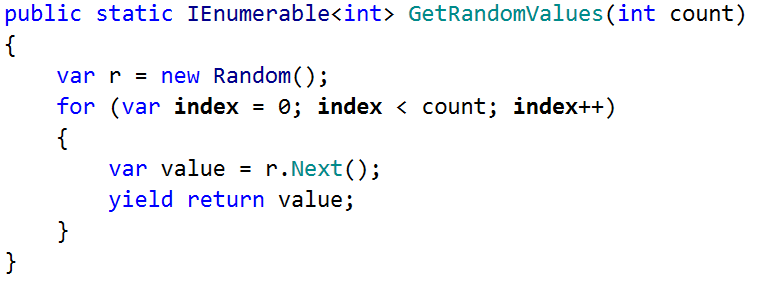 public static IEnumerable<int> GetRandomValues(int count)
{
    var r = new Random();
    for (var index = 0; index < count; index++)
    {
        var value = r.Next();
        yield return value;
    }
}